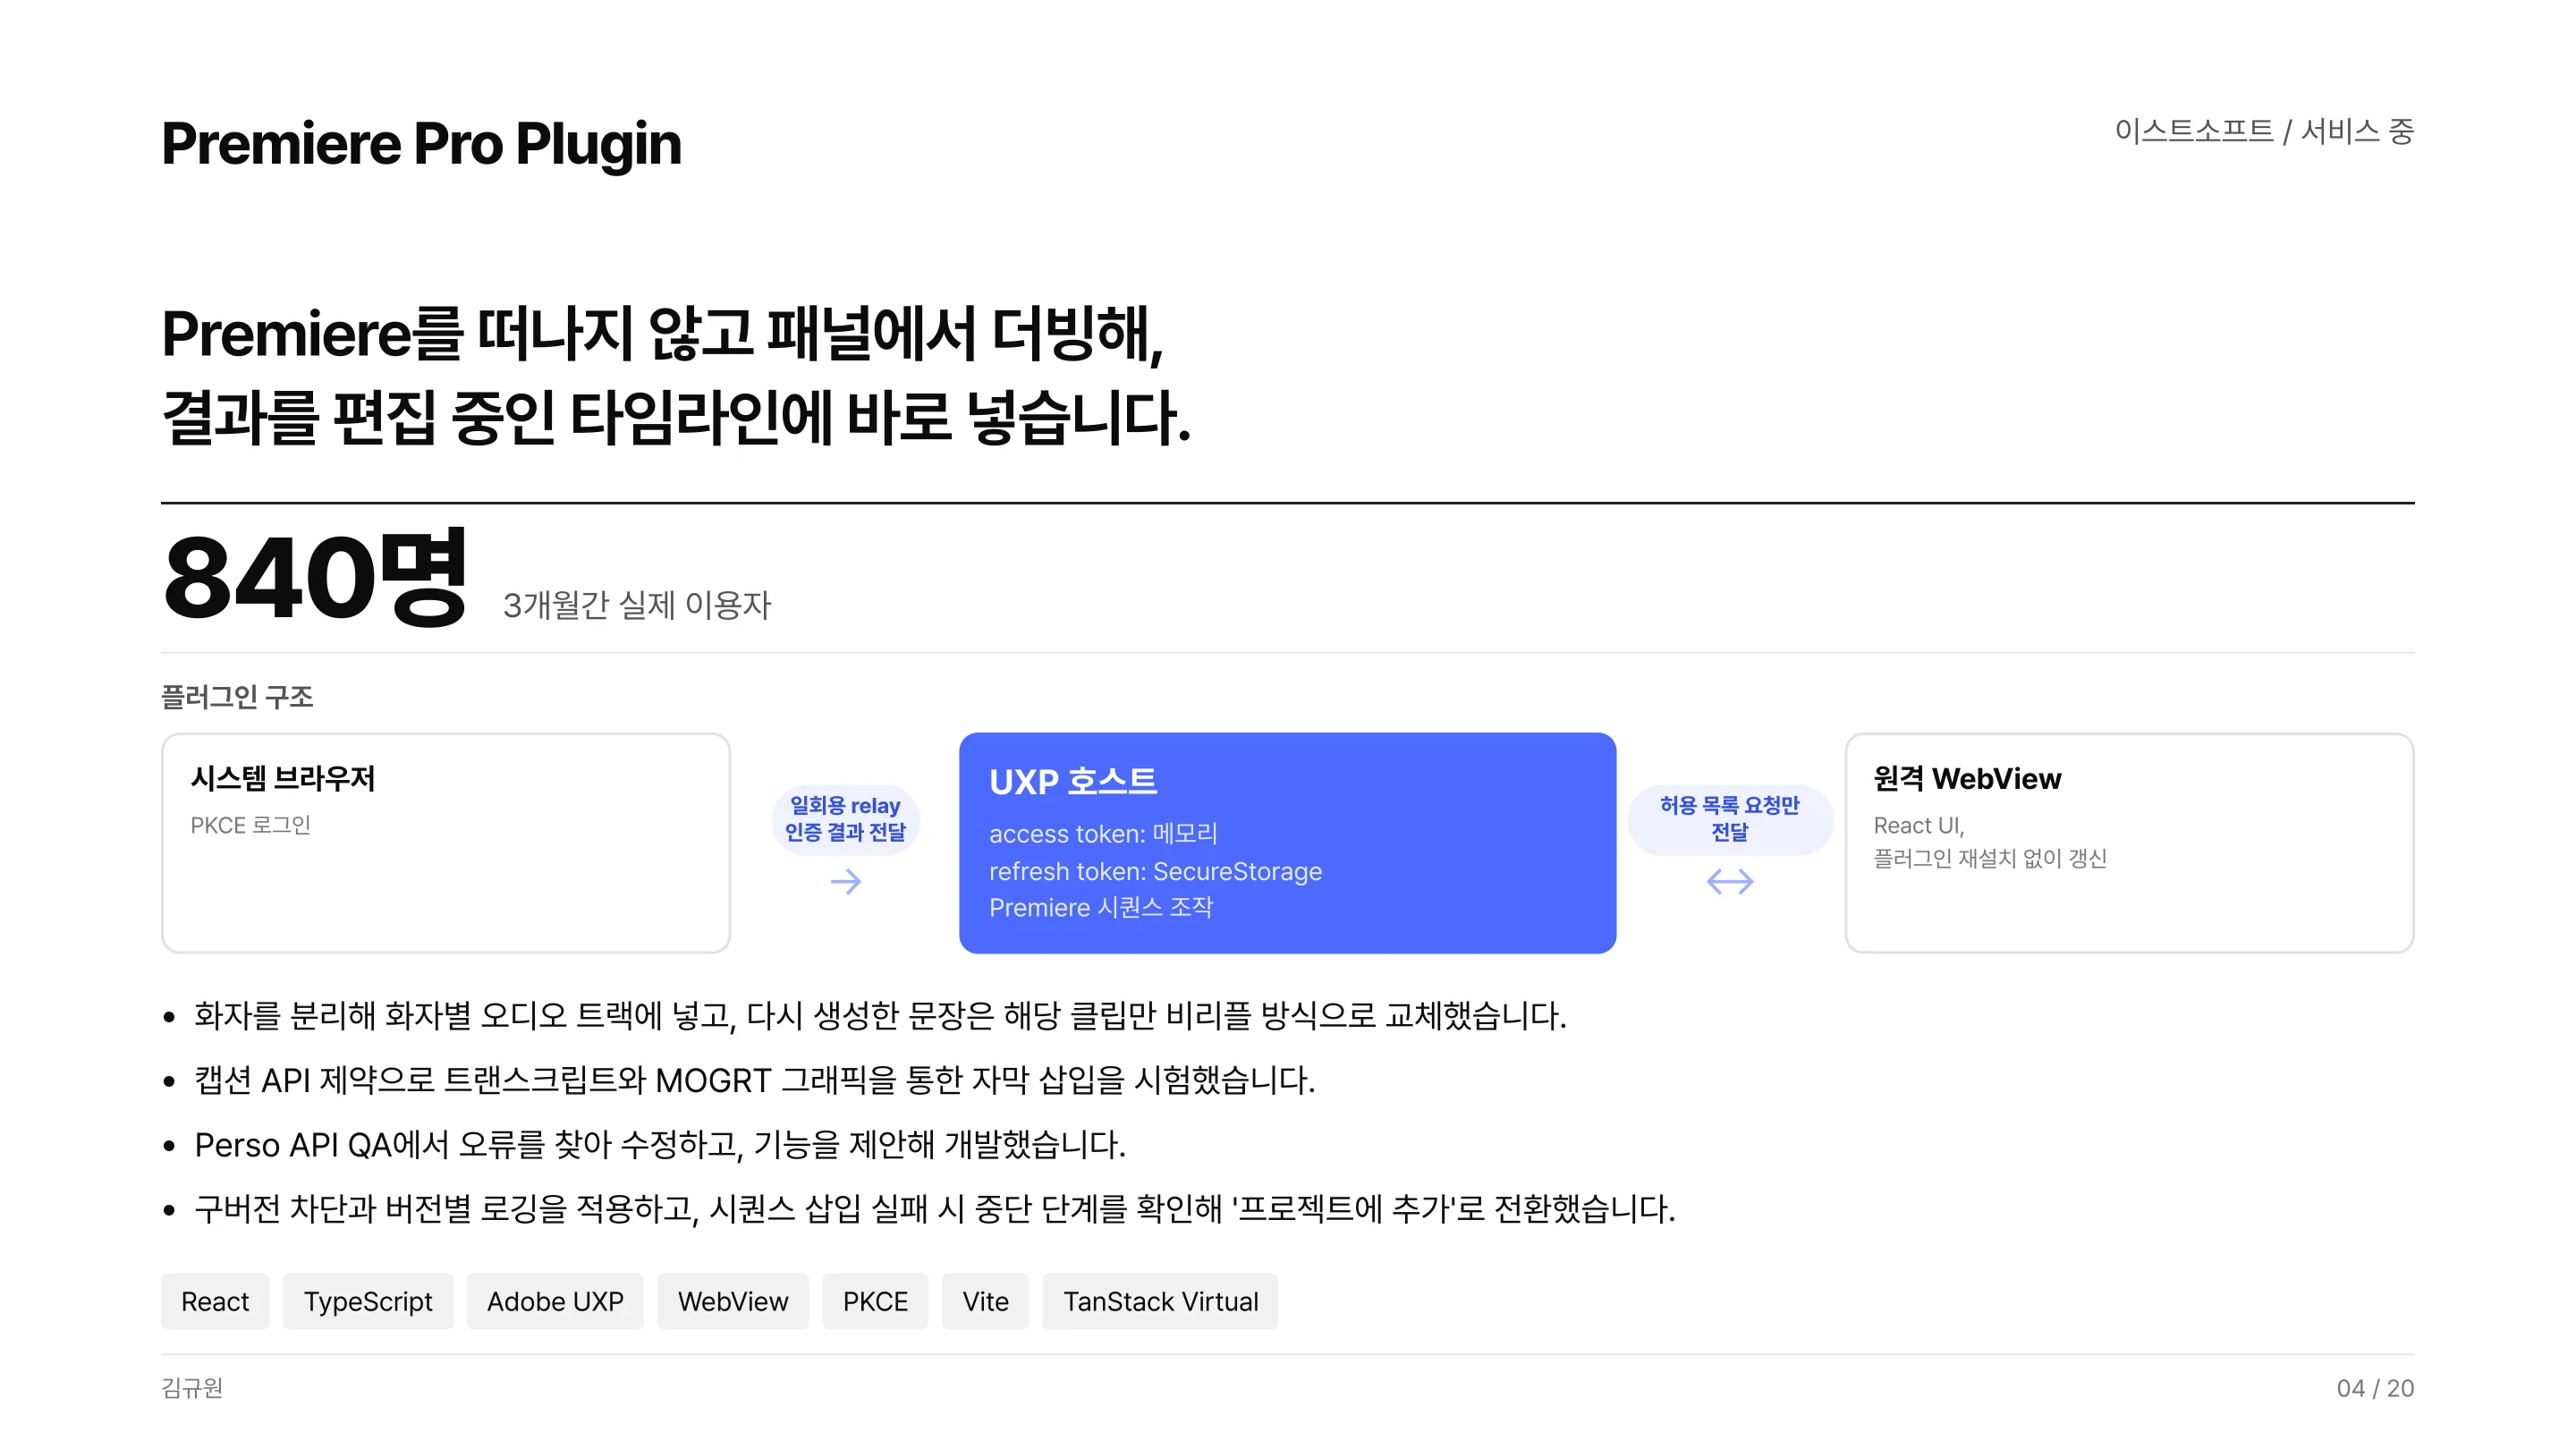 Premiere Pro Plugin
이스트소프트 / 서비스 중
Premiere를 떠나지 않고 패널에서 더빙해,
결과를 편집 중인 타임라인에 바로 넣습니다.
840명 3개월간 실제 이용자
플러그인 구조
시스템 브라우저
PKCE 로그인
일회용 relay
인증 결과 전달
→
UXP 호스트
access token: 메모리
refresh token: SecureStorage
Premiere 시퀀스 조작
허용 목록 요청만
전달
↔
원격 WebView
React UI,
플러그인 재설치 없이 갱신
• 화자를 분리해 화자별 오디오 트랙에 넣고, 다시 생성한 문장은 해당 클립만 비리플 방식으로 교체했습니다.
• 캡션 API 제약으로 트랜스크립트와 MOGRT 그래픽을 통한 자막 삽입을 시험했습니다.
• Perso API QA에서 오류를 찾아 수정하고, 기능을 제안해 개발했습니다.
• 구버전 차단과 버전별 로깅을 적용하고, 시퀀스 삽입 실패 시 중단 단계를 확인해 '프로젝트에 추가'로 전환했습니다.
React TypeScript Adobe UXP WebView PKCE Vite TanStack Virtual
김규원
04 / 20